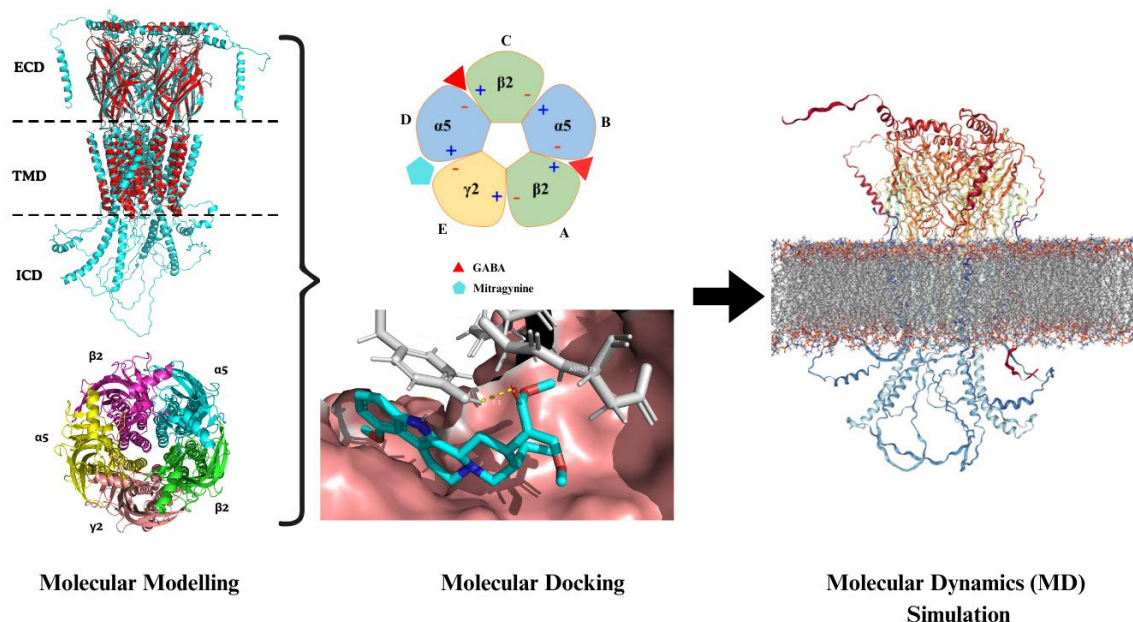 ECD
TMD
ICD
β2
α5
α5
β2
γ2
C
β2
+
-
-
+
D
α5
α5
B
+
-
-
+
γ2
+
-
β2
E
A
GABA
Mitragynine
Molecular Modelling
Molecular Docking
Molecular Dynamics (MD)
Simulation